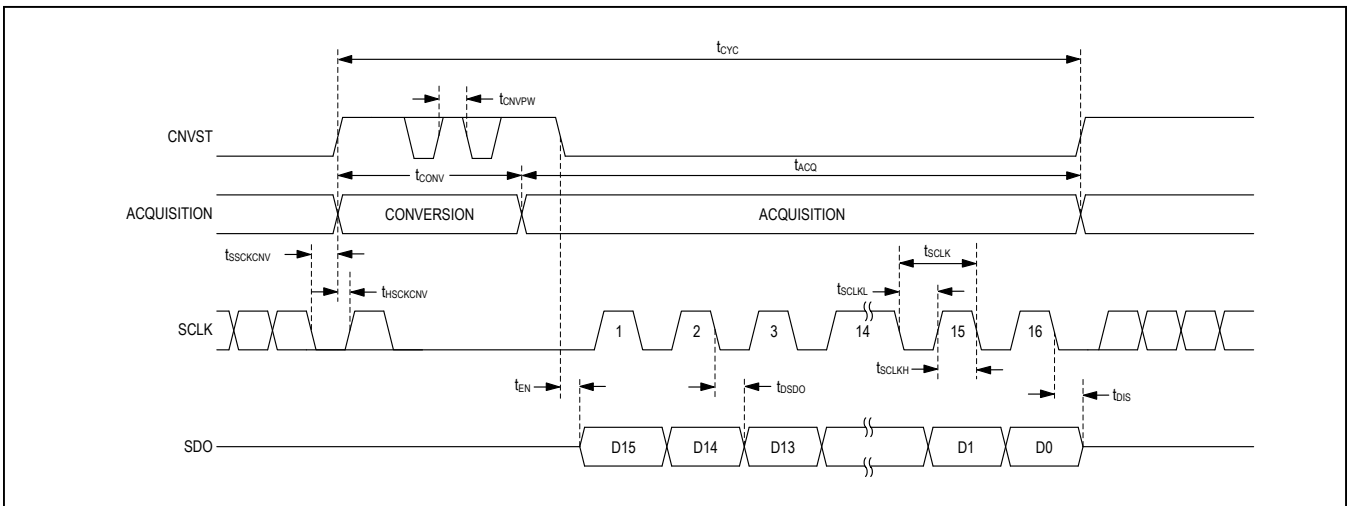 tCYC
tCNVPW
CNVST
tCONV
tACQ
ACQUISITION
CONVERSION
ACQUISITION
tSSCKCNV
tHSCKCNV
tSCLK
tSCLKL
SCLK
1 2 3 14 15 16
tSCLKH
tEN
tDSDO
tDIS
SDO
D15 D14 D13 D1 D0